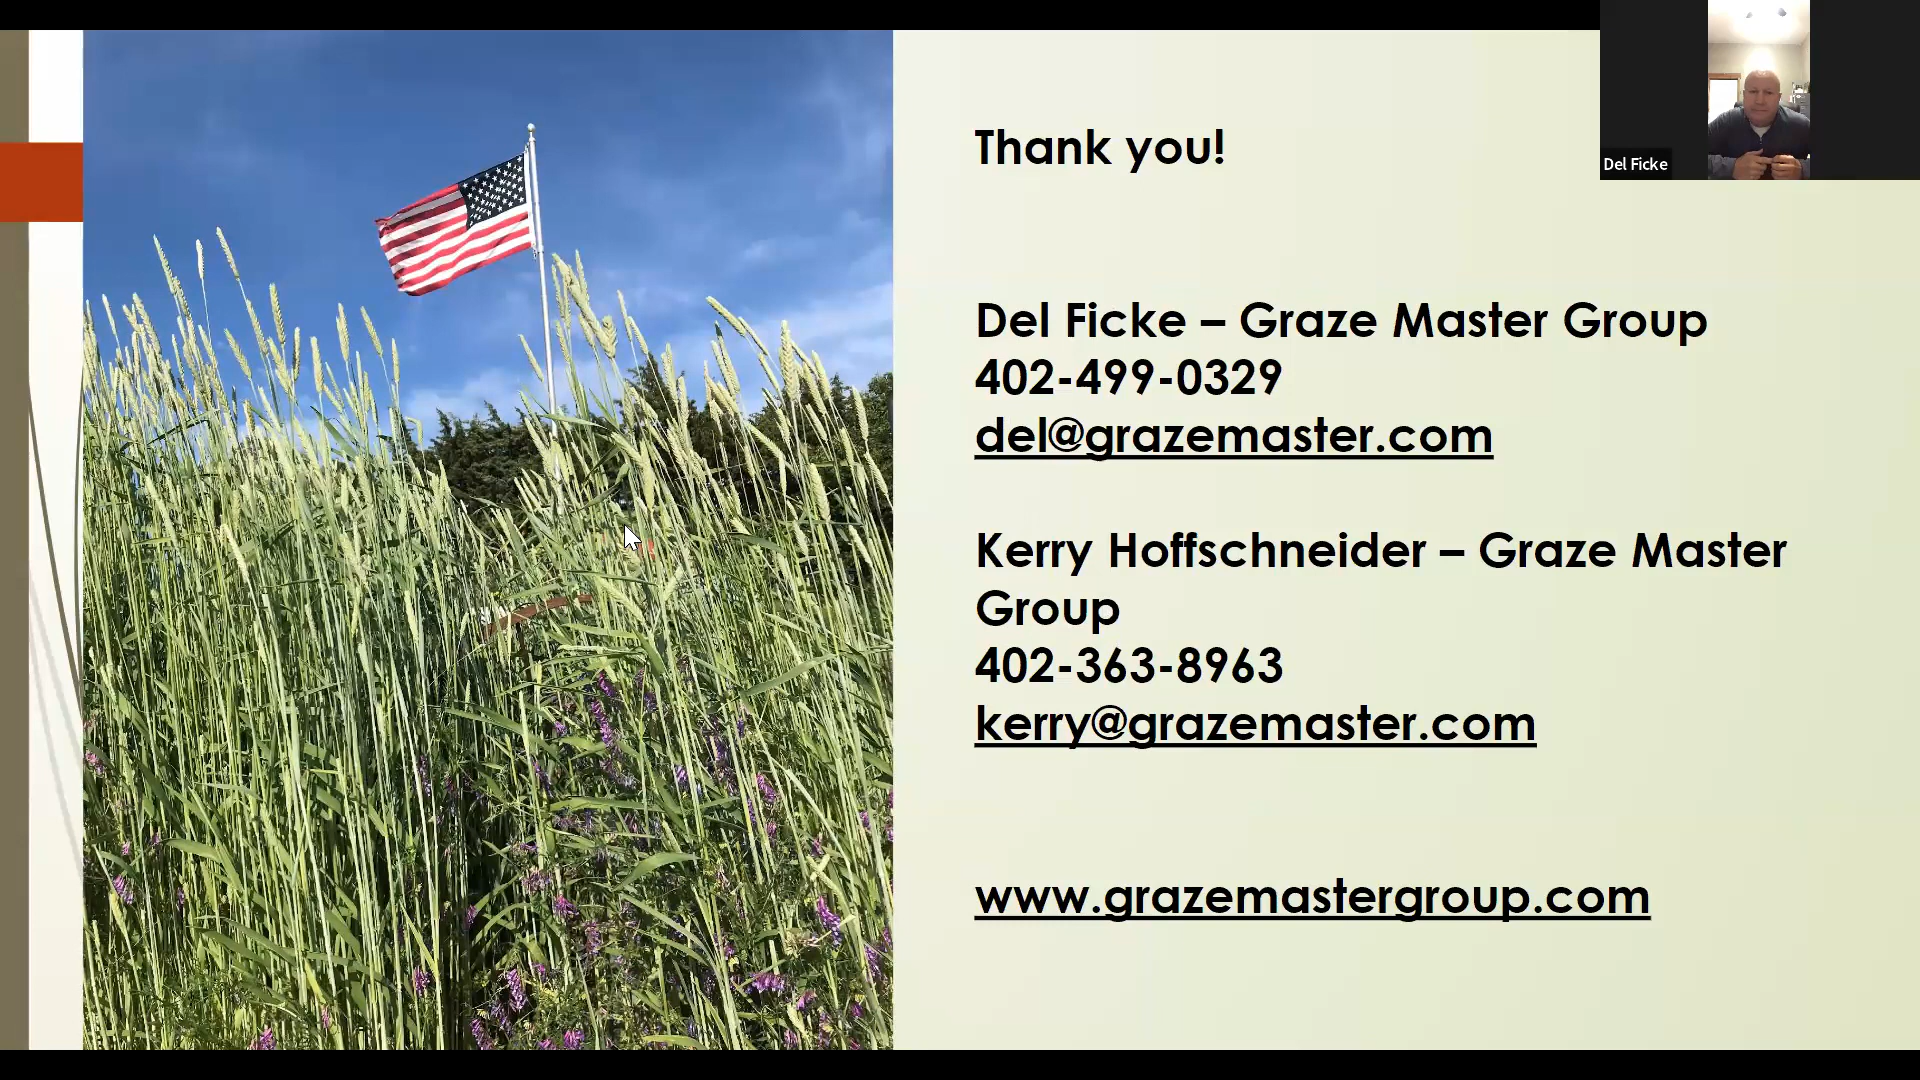 Thank you!
Del Ficke – Graze Master Group
402-499-0329
del@grazemaster.com
Kerry Hoffschneider – Graze Master
Group
402-363-8963
kerry@grazemaster.com
www.grazemastergroup.com
Del Ficke